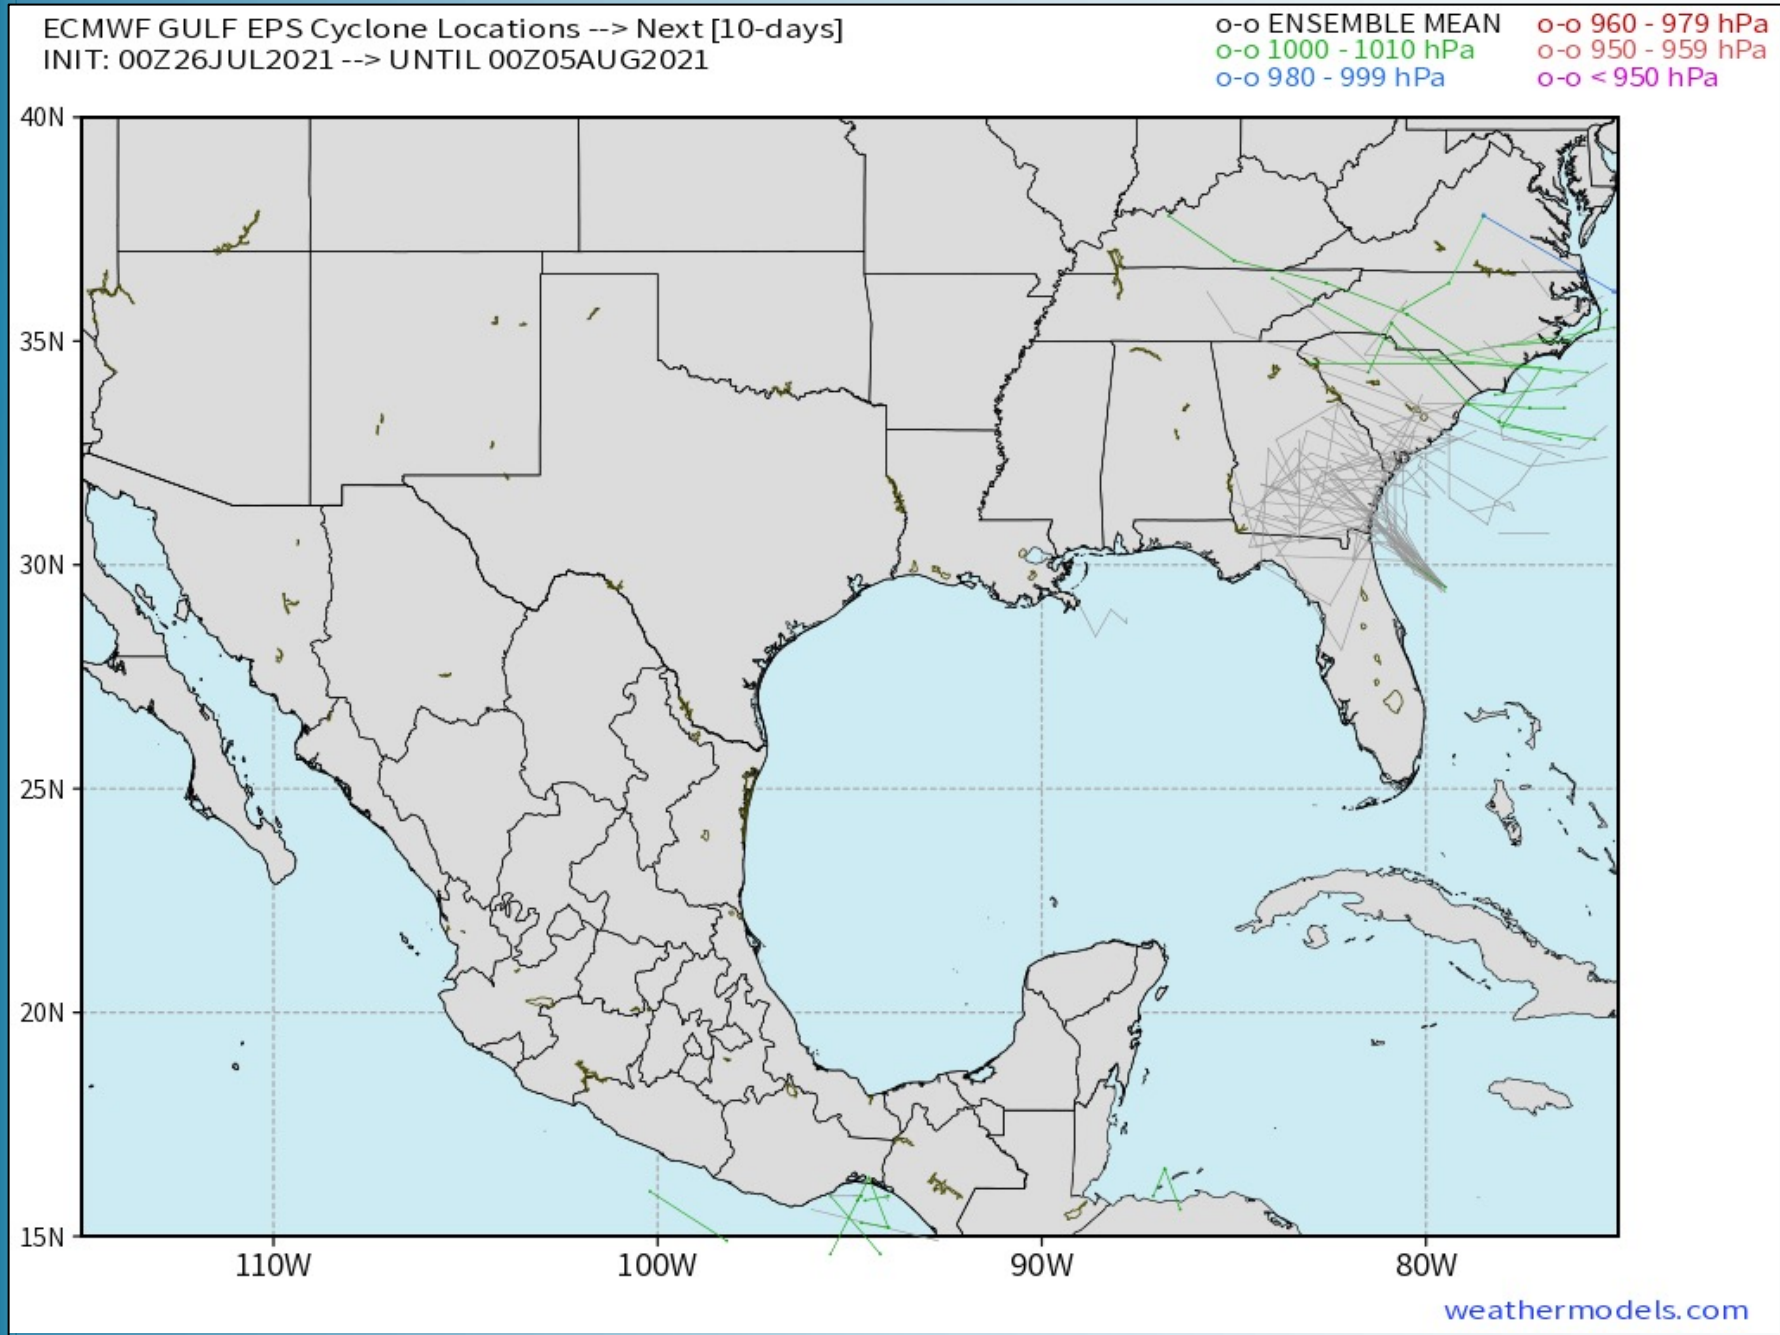 ECMWF GULF EPS Cyclone Locations --> Next [10-days]
INIT: 00Z26JUL2021 --> UNTIL 00Z05AUG2021
o-o ENSEMBLE MEAN
o-o 960 - 979 hPa
o-o 1000 - 1010 hPa
o-o 950 - 959 hPa
o-o 980 - 999 hPa
o-o < 950 hPa
40N
35N
30N
25N
20N
15N
110W 100W 90W 80W
weathermodels.com